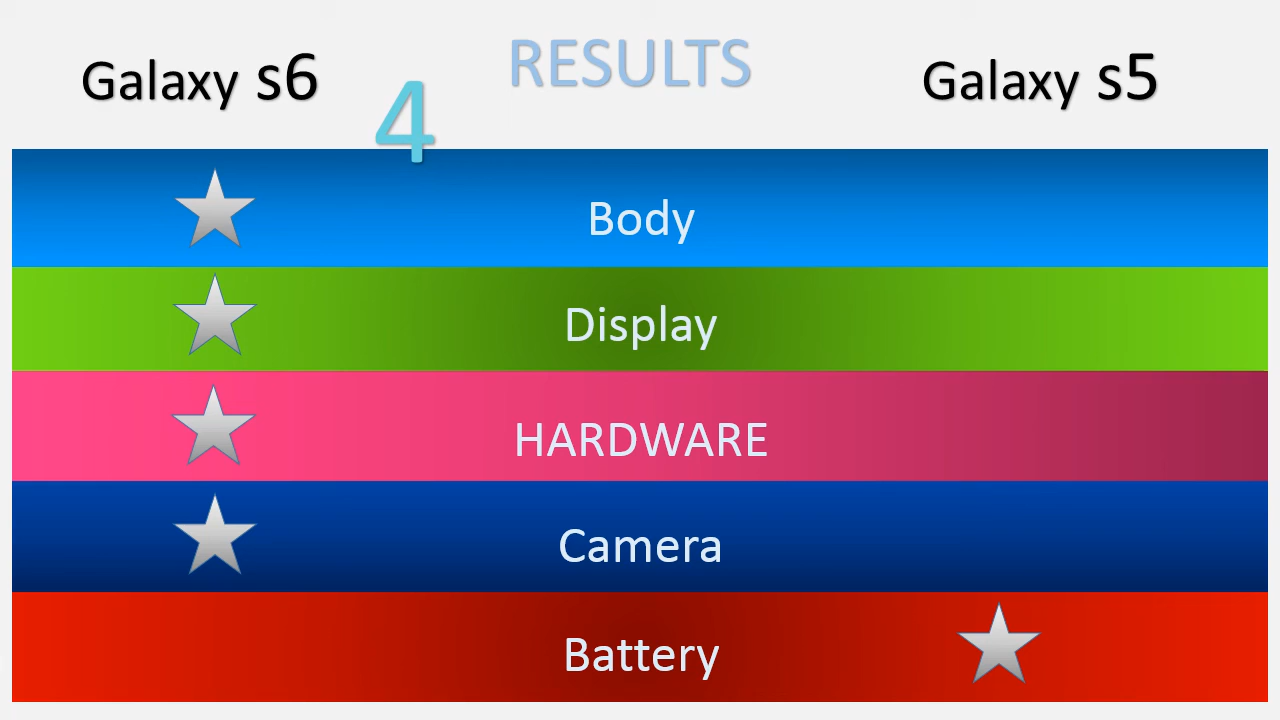 Galaxy s6
4
RESULTS
Galaxy s5
Body
Display
HARDWARE
Camera
Battery